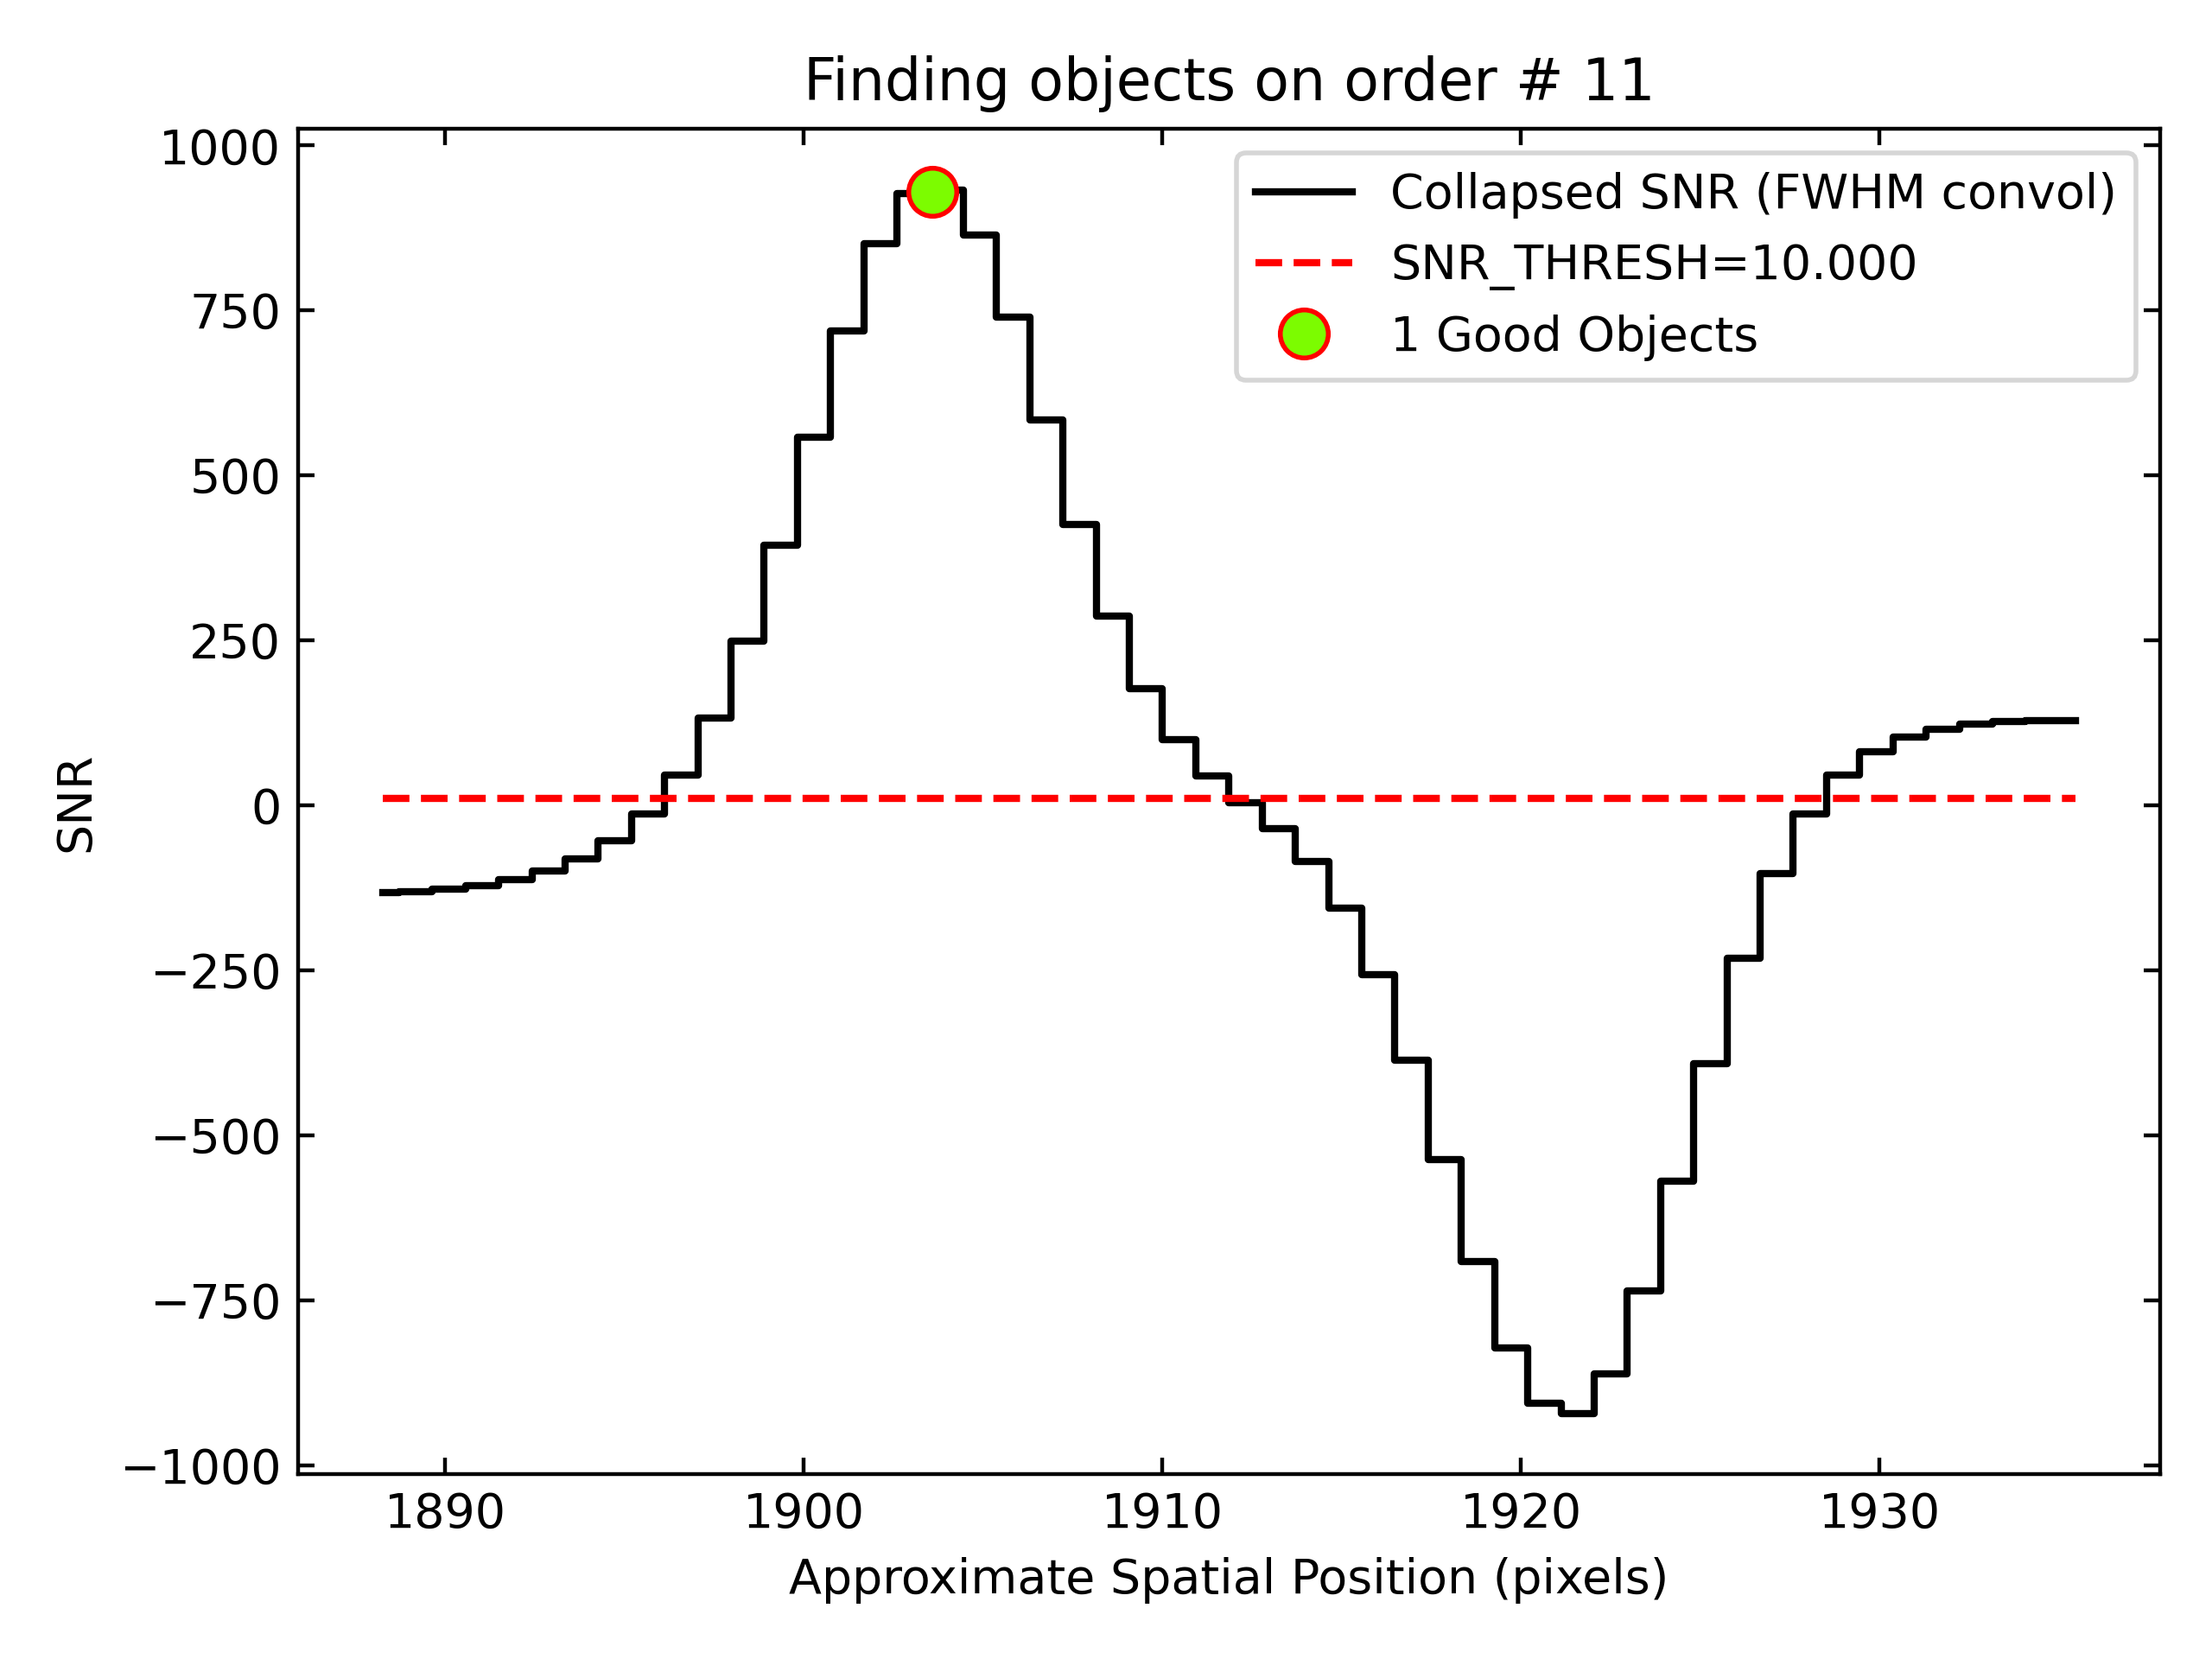 Finding objects on order # 11
1000
750
500
250
0
−250
−500
−750
−1000
SNR
Collapsed SNR (FWHM convol)
SNR_THRESH=10.000
1 Good Objects
1890 1900 1910 1920 1930
Approximate Spatial Position (pixels)